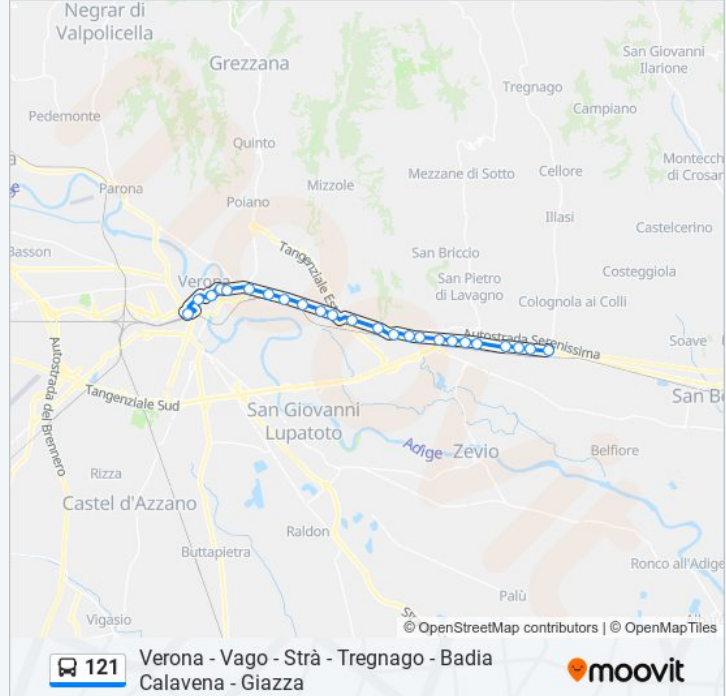 Negrar di
Valpolicella
San Giovanni
Ilarione
Grezzana
Tregnago
Campiano
Pedemonte
Quinto
Montecch
di Crosar
Mizzole
Mezzane di Sotto
Cellore
Parona
Poiano
Illasi
Castelcerino
Basson
Tangenziale Est
San Briccio
Costeggiola
Verona
San Pietro
di Lavagno
Colognola ai Colli
Autostrada Serenissima
Soave
Autostrada del Brennero
Tangenziale Sud
San Be
San Giovanni
Lupatoto
Adige
Zevio
Belfiore
Rizza
Castel d'Azzano
Raldon
Buttapietra
Ronco all'Adige
Palù
Vigasio
© OpenStreetMap contributors | © OpenMapTiles
121
Verona - Vago - Strà - Tregnago - Badia
Calavena - Giazza
moovit